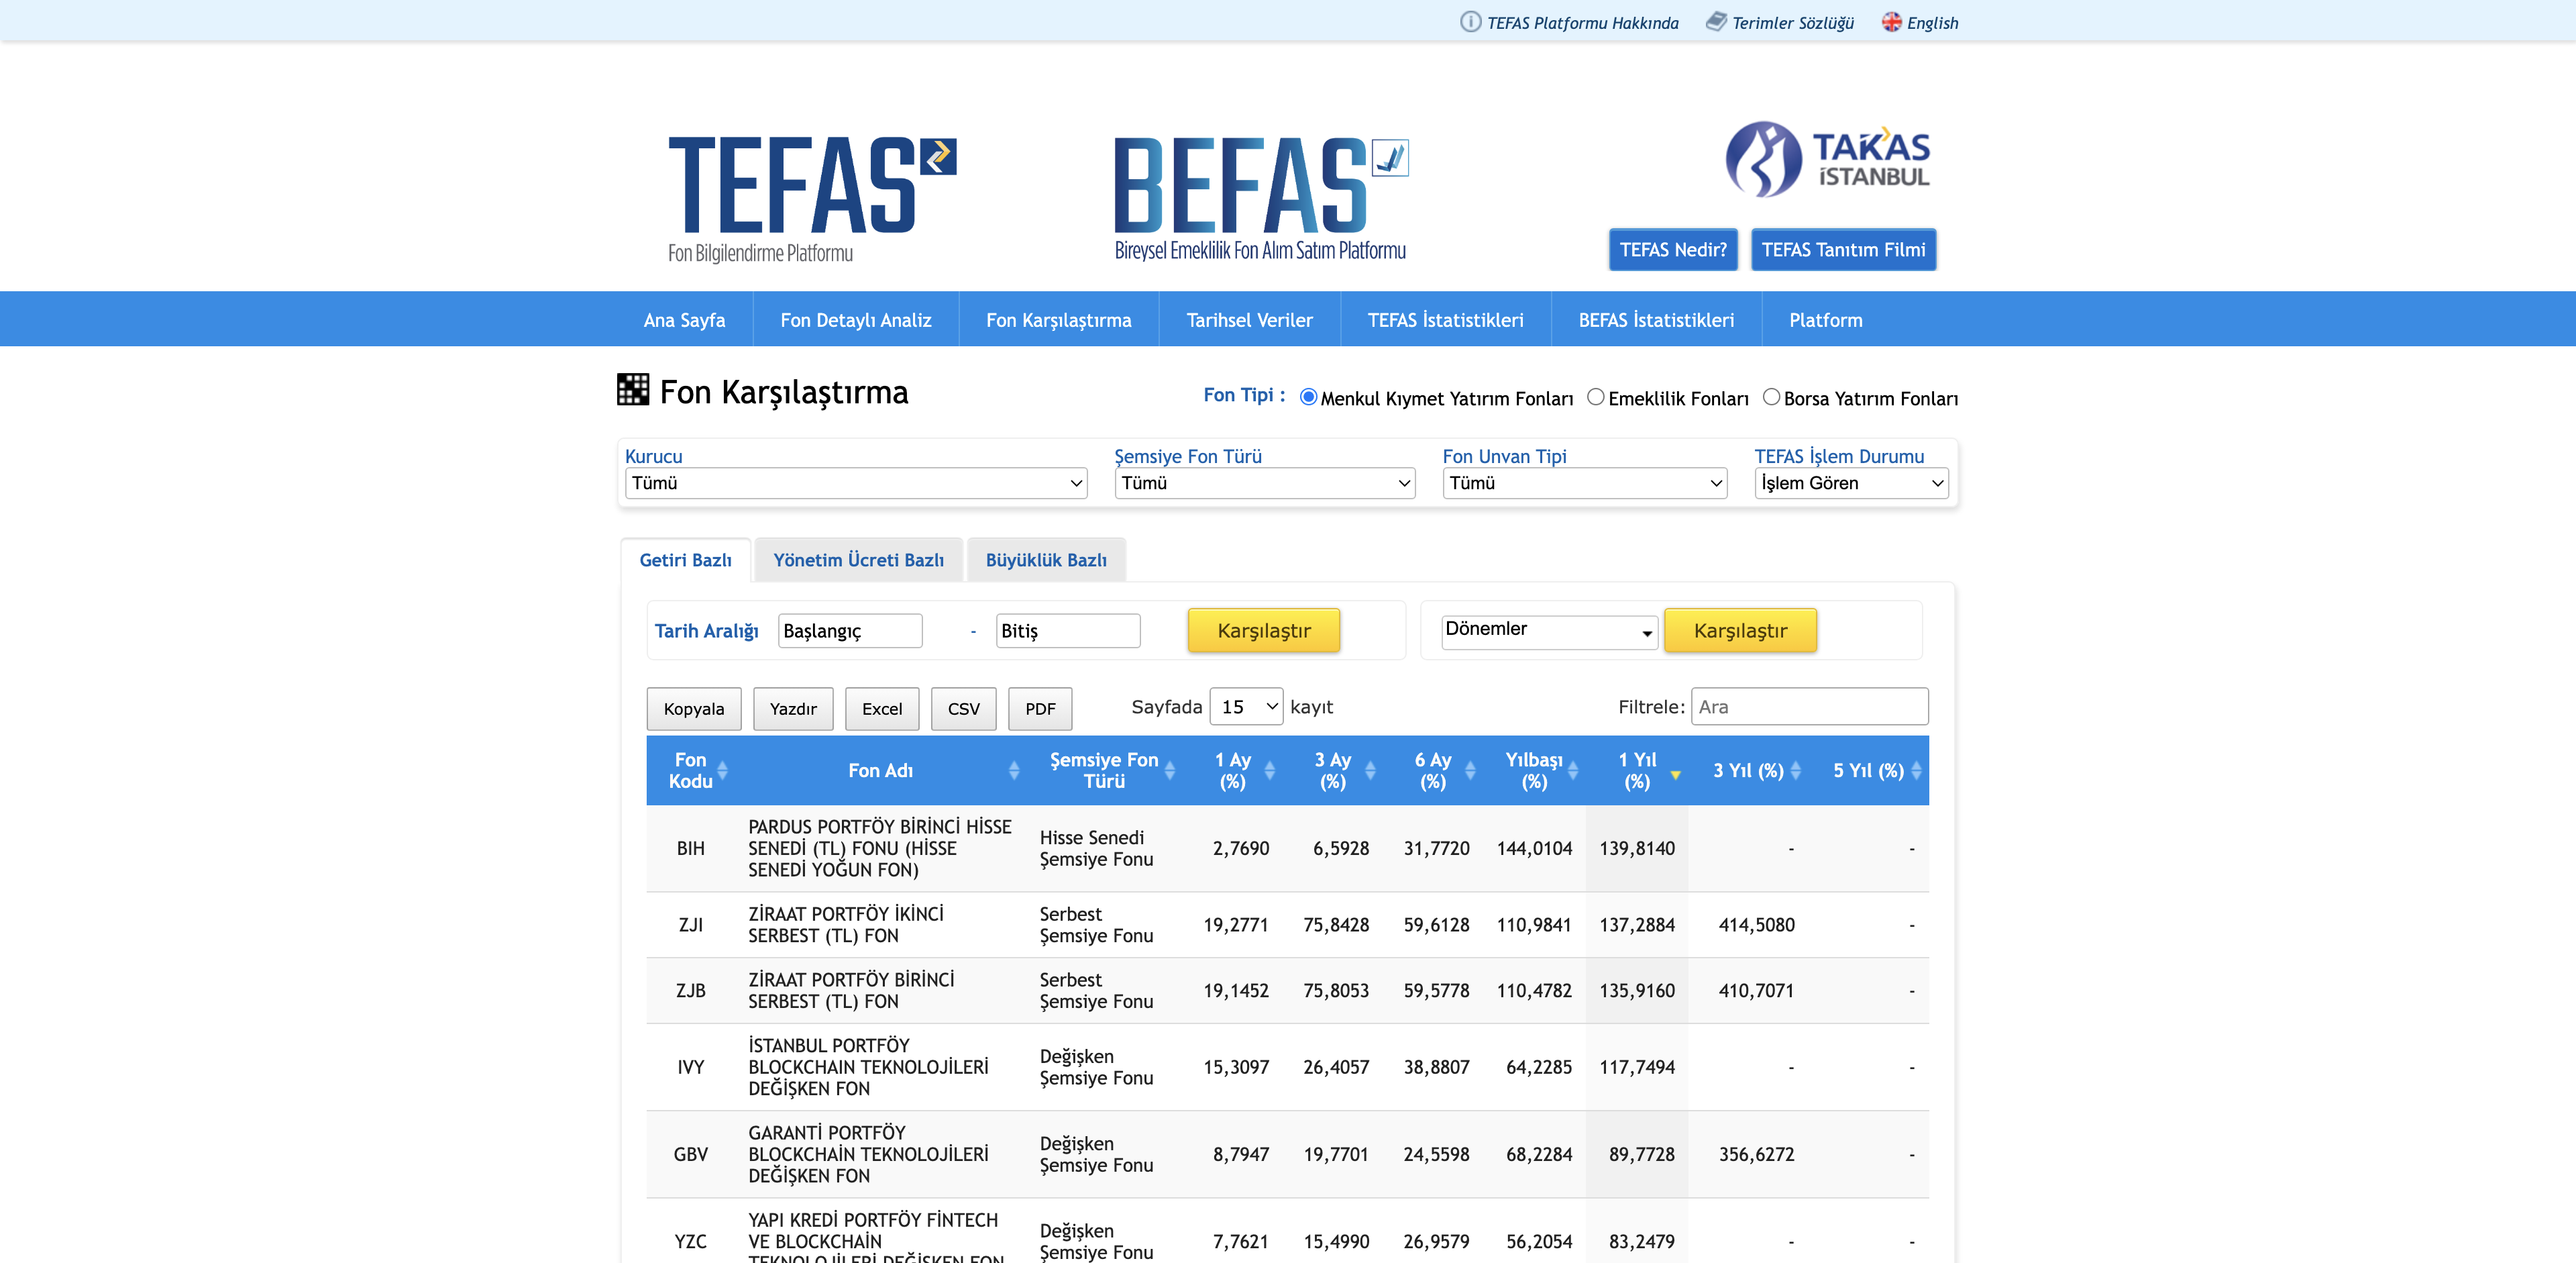 TEFAS Platformu Hakkında
Terimler Sözlüğü
English
TEFAS
Fon Bilgilendirme Platformu
BEFAS
Bireysel Emeklilik Fon Alım Satım Platformu
TAKAS
İSTANBUL
TEFAS Nedir?
TEFAS Tanıtım Filmi
Ana Sayfa
Fon Detaylı Analiz
Fon Karşılaştırma
Tarihsel Veriler
TEFAS İstatistikleri
BEFAS İstatistikleri
Platform
Fon Karşılaştırma
Fon Tipi :
Menkul Kıymet Yatırım Fonları
Emeklilik Fonları
Borsa Yatırım Fonları
Kurucu
Tümü
Şemsiye Fon Türü
Tümü
Fon Unvan Tipi
Tümü
TEFAS İşlem Durumu
İşlem Gören
Getiri Bazlı
Yönetim Ücreti Bazlı
Büyüklük Bazlı
Tarih Aralığı
Başlangıç
-
Bitiş
Karşılaştır
Dönemler
Karşılaştır
Kopyala
Yazdır
Excel
CSV
PDF
Sayfada 15 kayıt
Filtrele: Ara
Fon
Kodu
Fon Adı
Şemsiye Fon
Türü
1 Ay
(%)
3 Ay
(%)
6 Ay
(%)
Yılbaşı
(%)
1 Yıl
(%)
3 Yıl (%)
5 Yıl (%)
BIH
PARDUS PORTFÖY BİRİNCİ HİSSE
SENEDİ (TL) FONU (HİSSE
SENEDİ YOĞUN FON)
Hisse Senedi
Şemsiye Fonu
2,7690 6,5928 31,7720 144,0104 139,8140 - -
ZJI
ZİRAAT PORTFÖY İKİNCİ
SERBEST (TL) FON
Serbest
Şemsiye Fonu
19,2771 75,8428 59,6128 110,9841 137,2884 414,5080 -
ZJB
ZİRAAT PORTFÖY BİRİNCİ
SERBEST (TL) FON
Serbest
Şemsiye Fonu
19,1452 75,8053 59,5778 110,4782 135,9160 410,7071 -
IVY
İSTANBUL PORTFÖY
BLOCKCHAIN TEKNOLOJİLERİ
DEĞİŞKEN FON
Değişken
Şemsiye Fonu
15,3097 26,4057 38,8807 64,2285 117,7494 - -
GBV
GARANTİ PORTFÖY
BLOCKCHAİN TEKNOLOJİLERİ
DEĞİŞKEN FON
Değişken
Şemsiye Fonu
8,7947 19,7701 24,5598 68,2284 89,7728 356,6272 -
YZC
YAPI KREDİ PORTFÖY FİNTECH
VE BLOCKCHAİN
TEKNOLOJİLERİ DEĞİŞKEN FON
Değişken
Şemsiye Fonu
7,7621 15,4990 26,9579 56,2054 83,2479 - -